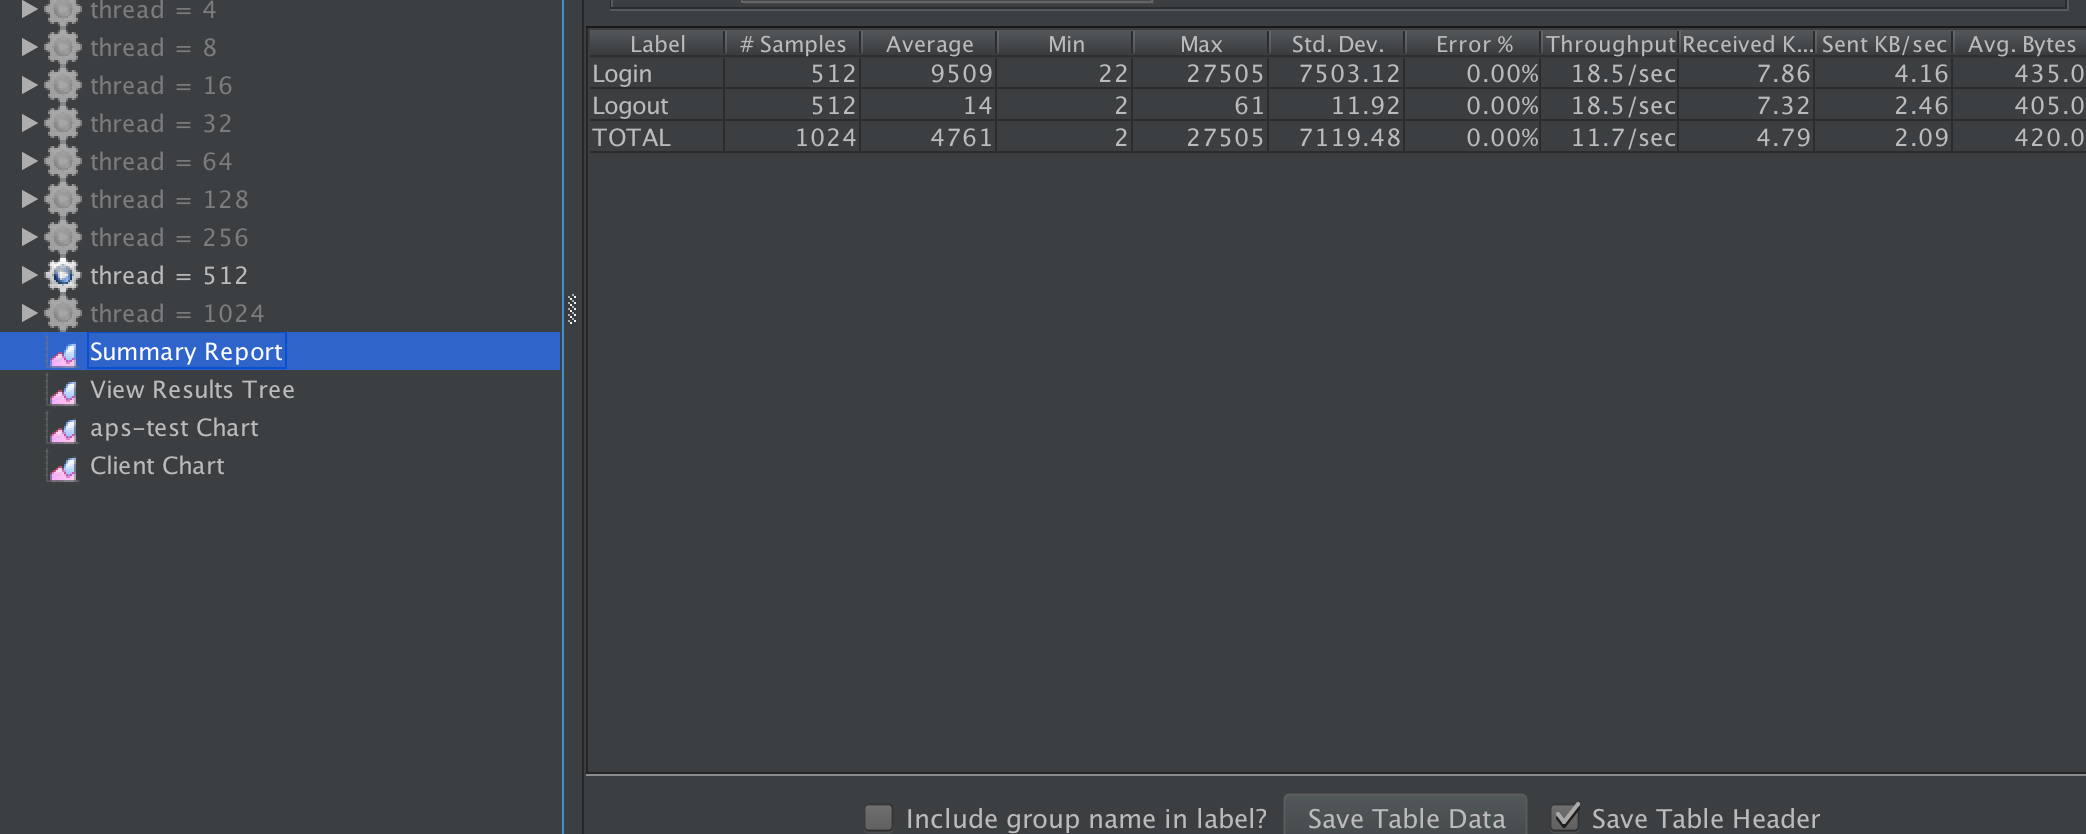 thread = 4
thread = 8
thread = 16
thread = 32
thread = 64
thread = 128
thread = 256
thread = 512
thread = 1024
Summary Report
View Results Tree
aps-test Chart
Client Chart
Label # Samples Average Min Max Std. Dev. Error % Throughput Received K... Sent KB/sec Avg. Bytes
Login 512 9509 22 27505 7503.12 0.00% 18.5/sec 7.86 4.16 435.0
Logout 512 14 2 61 11.92 0.00% 18.5/sec 7.32 2.46 405.0
TOTAL 1024 4761 2 27505 7119.48 0.00% 11.7/sec 4.79 2.09 420.0
Include group name in label? Save Table Data Save Table Header